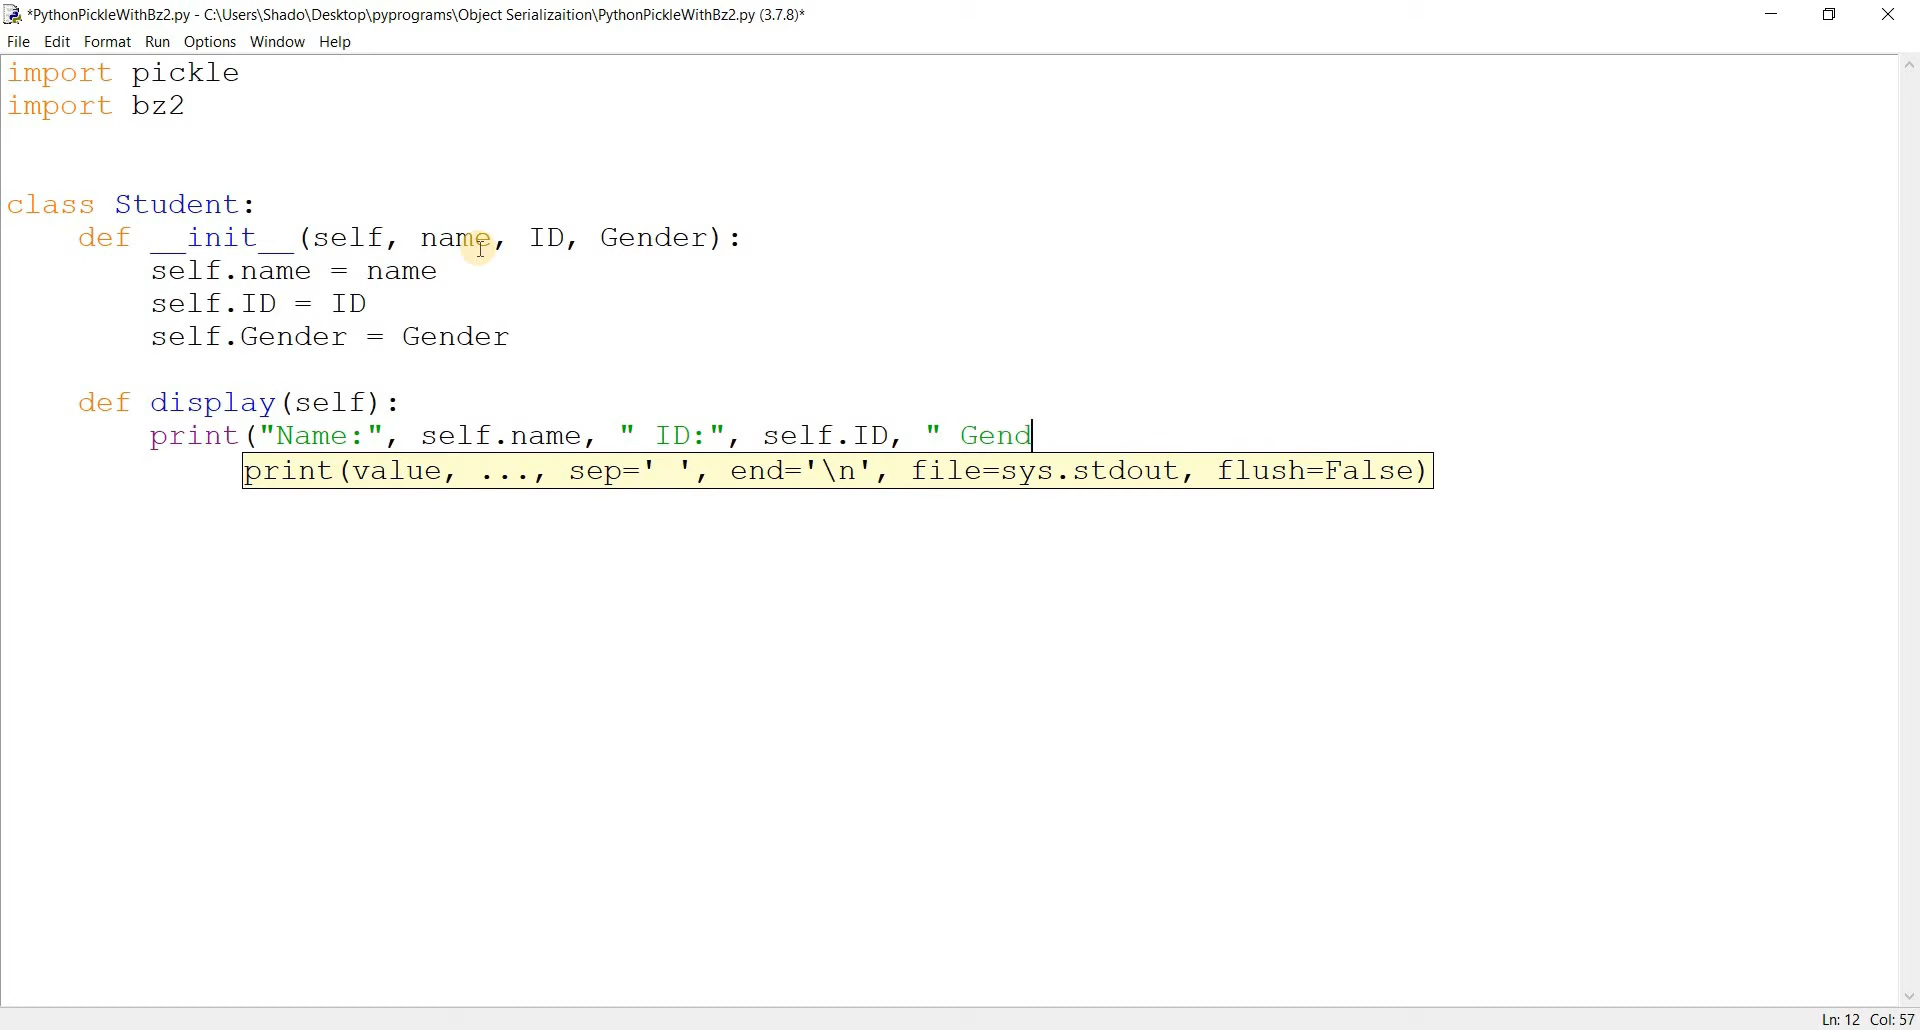 *PythonPickleWithBz2.py - C:\Users\Shado\Desktop\pyprograms\Object Serializaition\PythonPickleWithBz2.py (3.7.8)*
File Edit Format Run Options Window Help
import pickle
import bz2
class Student:
    def __init__(self, name, ID, Gender):
        self.name = name
        self.ID = ID
        self.Gender = Gender
    def display(self):
        print("Name:", self.name, " ID:", self.ID, " Gend
print(value, ..., sep=' ', end='\n', file=sys.stdout, flush=False)
Ln: 12 Col: 57